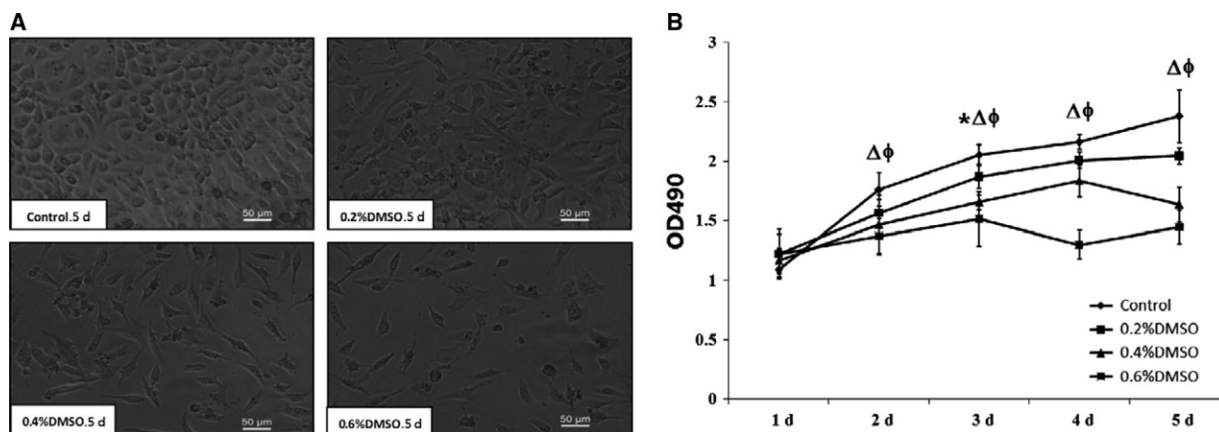 A
Control.5 d
50 µm
0.2%DMSO.5 d
50 µm
0.4%DMSO.5 d
50 µm
0.6%DMSO.5 d
50 µm
B
OD490
3
2.5
2
1.5
1
0.5
0
Δϕ
*Δϕ
Δϕ
Δϕ
Control
0.2%DMSO
0.4%DMSO
0.6%DMSO
1 d 2 d 3 d 4 d 5 d